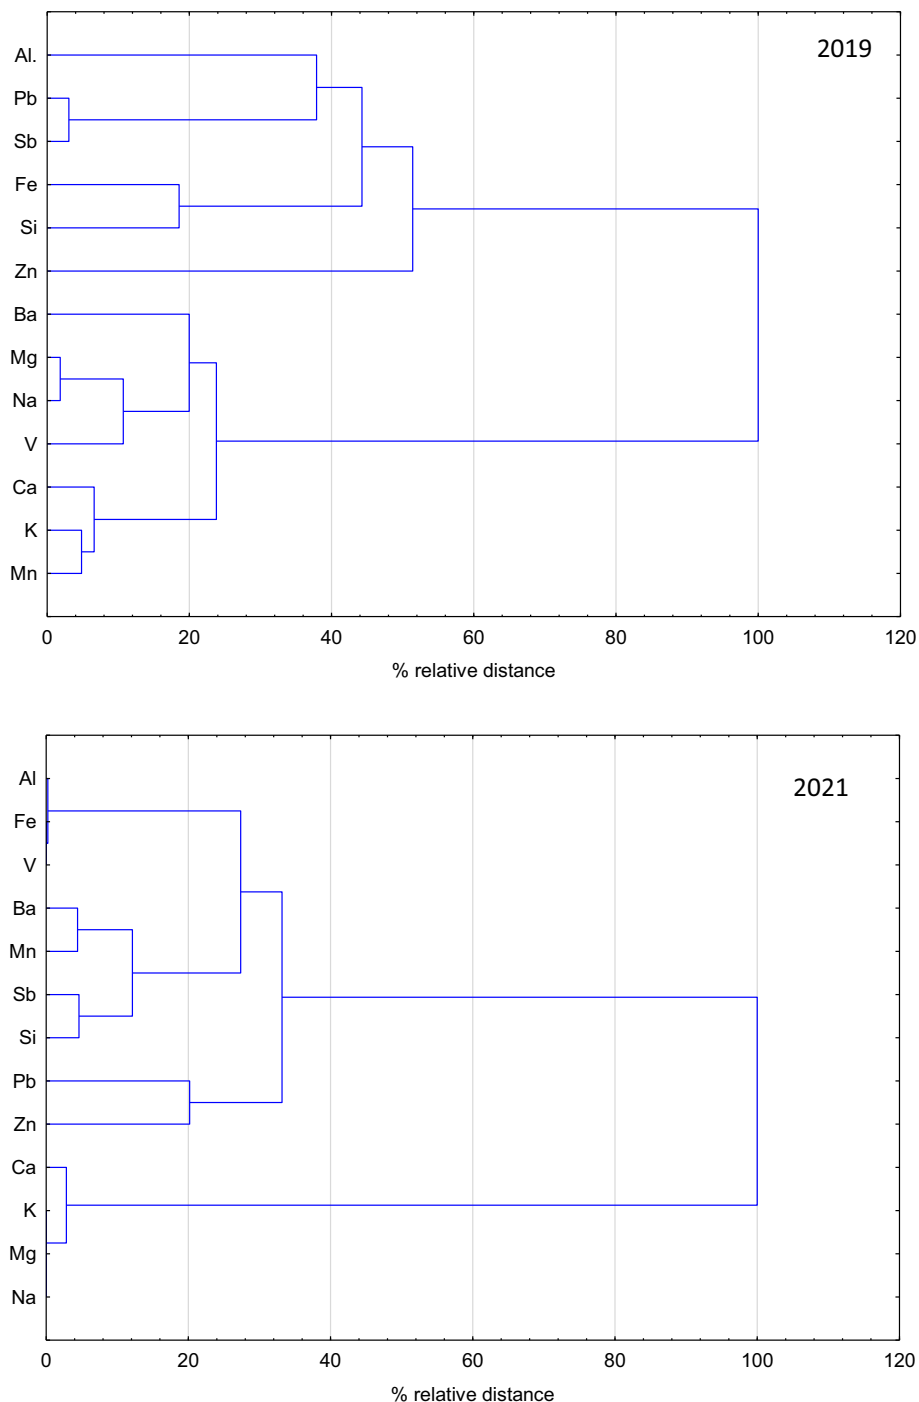 2019
Al.
Pb
Sb
Fe
Si
Zn
Ba
Mg
Na
V
Ca
K
Mn
0 20 40 60 80 100 120
% relative distance
2021
Al
Fe
V
Ba
Mn
Sb
Si
Pb
Zn
Ca
K
Mg
Na
0 20 40 60 80 100 120
% relative distance